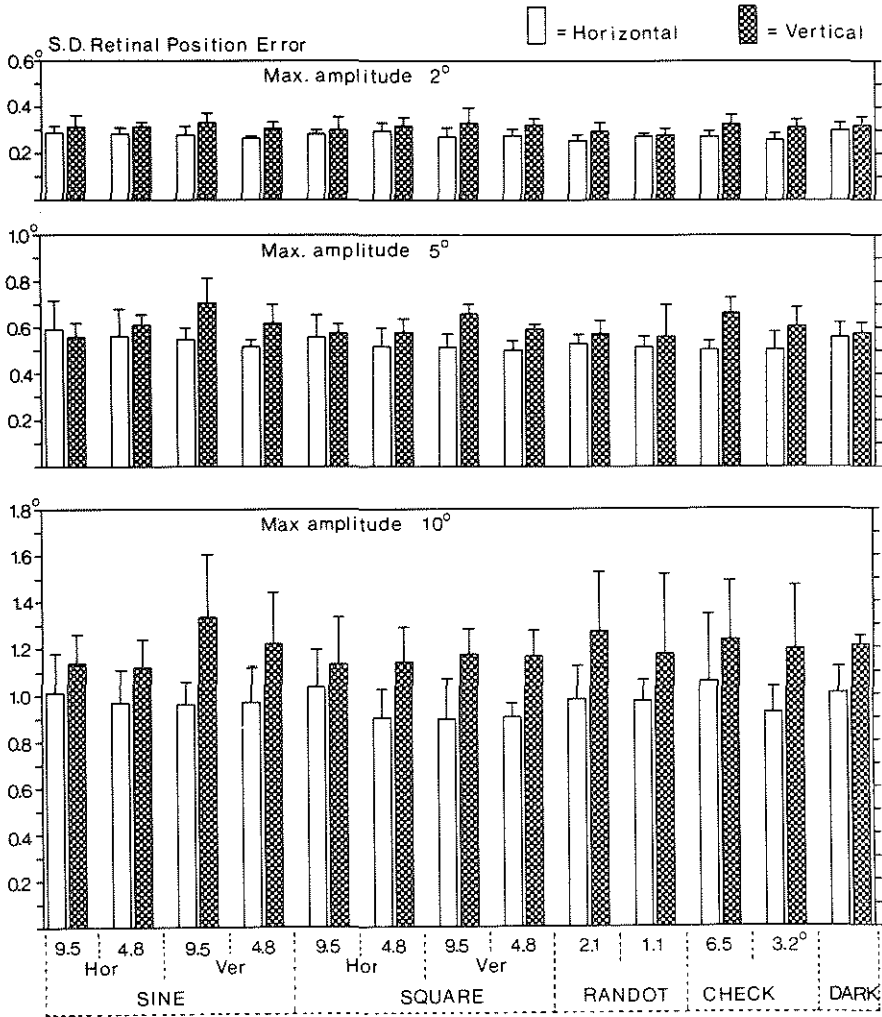 S.D. Retinal Position Error
= Horizontal
= Vertical
0.6°
0.4
0.2
Max. amplitude 2°
1.0°
0.8
0.6
0.4
0.2
Max. amplitude 5°
1.8°
1.6
1.4
1.2
1.0
0.8
0.6
0.4
0.2
Max amplitude 10°
9.5 4.8 9.5 4.8 9.5 4.8 9.5 4.8 2.1 1.1 6.5 3.2°
Hor Ver Hor Ver
SINE SQUARE RANDOT CHECK DARK